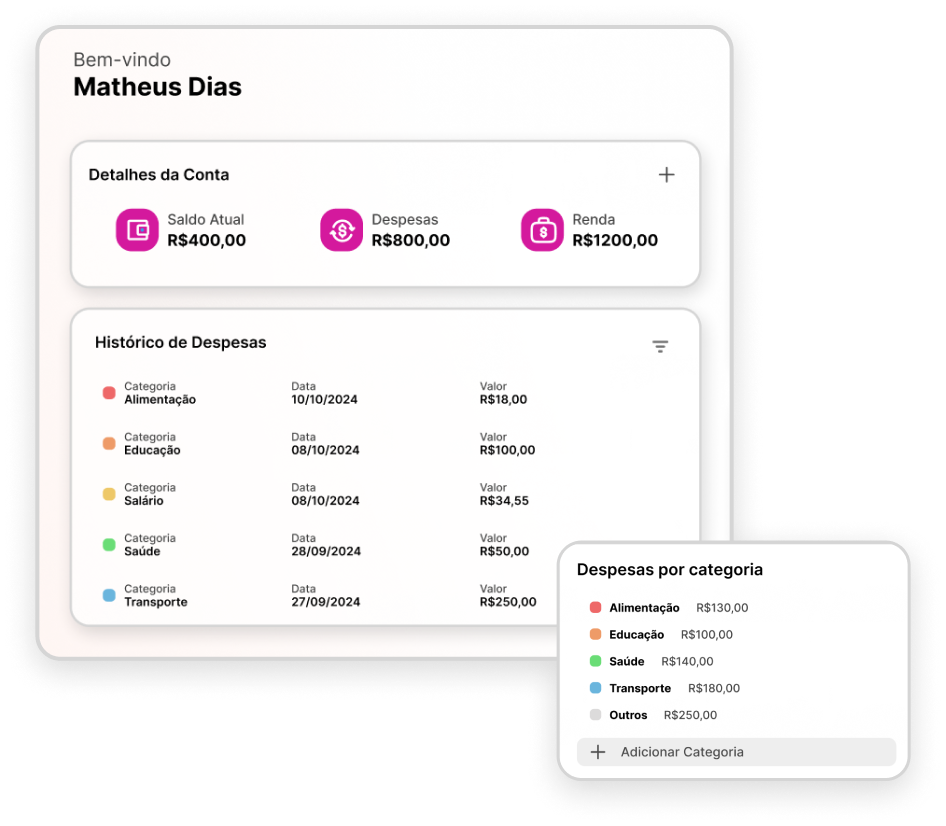 Bem-vindo
Matheus Dias
Detalhes da Conta
Saldo Atual
R$400,00
Despesas
R$800,00
Renda
R$1200,00
Histórico de Despesas
Categoria Data Valor
Alimentação 10/10/2024 R$18,00
Categoria Data Valor
Educação 08/10/2024 R$100,00
Categoria Data Valor
Salário 08/10/2024 R$34,55
Categoria Data Valor
Saúde 28/09/2024 R$50,00
Categoria Data Valor
Transporte 27/09/2024 R$250,00
Despesas por categoria
Alimentação R$130,00
Educação R$100,00
Saúde R$140,00
Transporte R$180,00
Outros R$250,00
Adicionar Categoria